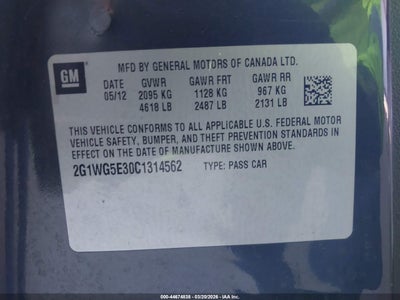 GM
MFD BY GENERAL MOTORS OF CANADA LTD.
DATE GVWR GAWR FRT GAWR RR
05/12 2095 KG 1128 KG 967 KG
4618 LB 2487 LB 2131 LB
THIS VEHICLE CONFORMS TO ALL APPLICABLE U.S. FEDERAL MOTOR
VEHICLE SAFETY, BUMPER, AND THEFT PREVENTION STANDARDS IN
EFFECT ON THE DATE OF MANUFACTURE SHOWN ABOVE.
2G1WG5E30C1314562 TYPE: PASS CAR
000-44674838 - 03/20/2026 - IAA Inc.